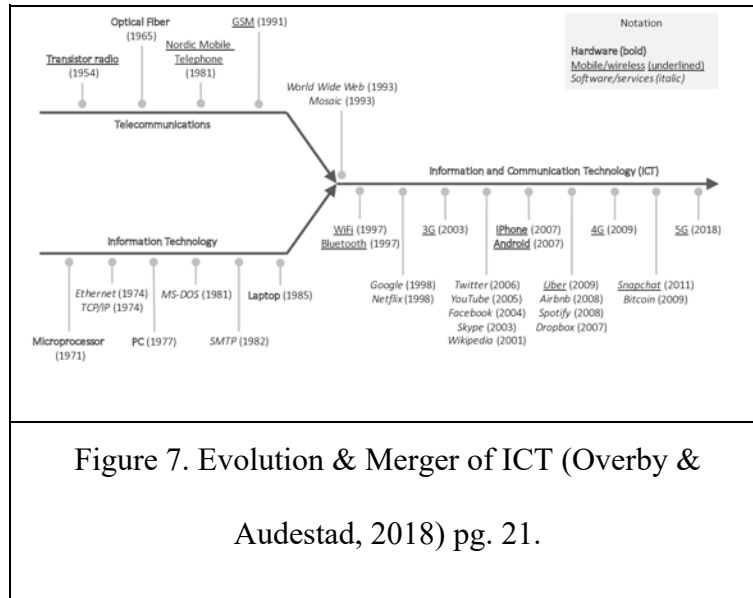 Optical Fiber
(1965)
GSM (1991)
Nordic Mobile
Telephone
(1981)
Transistor radio
(1954)
Notation
Hardware (bold)
Mobile/wireless (underlined)
Software/services (italic)
World Wide Web (1993)
Mosaic (1993)
Telecommunications
Information and Communication Technology (ICT)
Information Technology
WiFi (1997)
Bluetooth (1997)
3G (2003)
iPhone (2007)
Android (2007)
4G (2009)
5G (2018)
Google (1998)
Netflix (1998)
Twitter (2006)
YouTube (2005)
Facebook (2004)
Skype (2003)
Wikipedia (2001)
Uber (2009)
Airbnb (2008)
Spotify (2008)
Dropbox (2007)
Snapchat (2011)
Bitcoin (2009)
Ethernet (1974)
TCP/IP (1974)
MS-DOS (1981)
Laptop (1985)
Microprocessor
(1971)
PC (1977)
SMTP (1982)
Figure 7. Evolution & Merger of ICT (Overby &
Audestad, 2018) pg. 21.